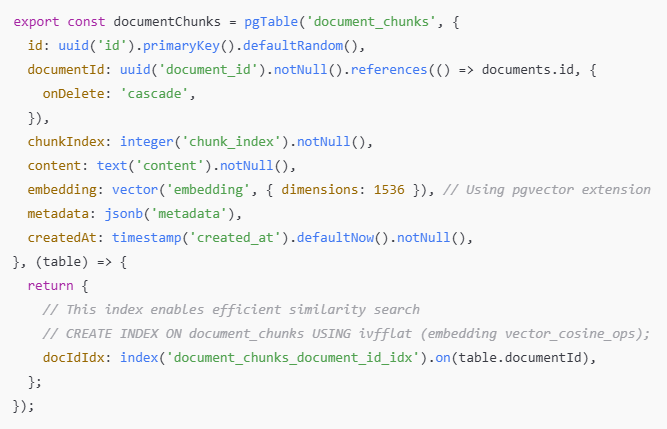 export const documentChunks = pgTable('document_chunks', {
  id: uuid('id').primaryKey().defaultRandom(),
  documentId: uuid('document_id').notNull().references(() => documents.id, {
    onDelete: 'cascade',
  }),
  chunkIndex: integer('chunk_index').notNull(),
  content: text('content').notNull(),
  embedding: vector('embedding', { dimensions: 1536 }), // Using pgvector extension
  metadata: jsonb('metadata'),
  createdAt: timestamp('created_at').defaultNow().notNull(),
}, (table) => {
  return {
    // This index enables efficient similarity search
    // CREATE INDEX ON document_chunks USING ivfflat (embedding vector_cosine_ops);
    docIdIdx: index('document_chunks_document_id_idx').on(table.documentId),
  };
});